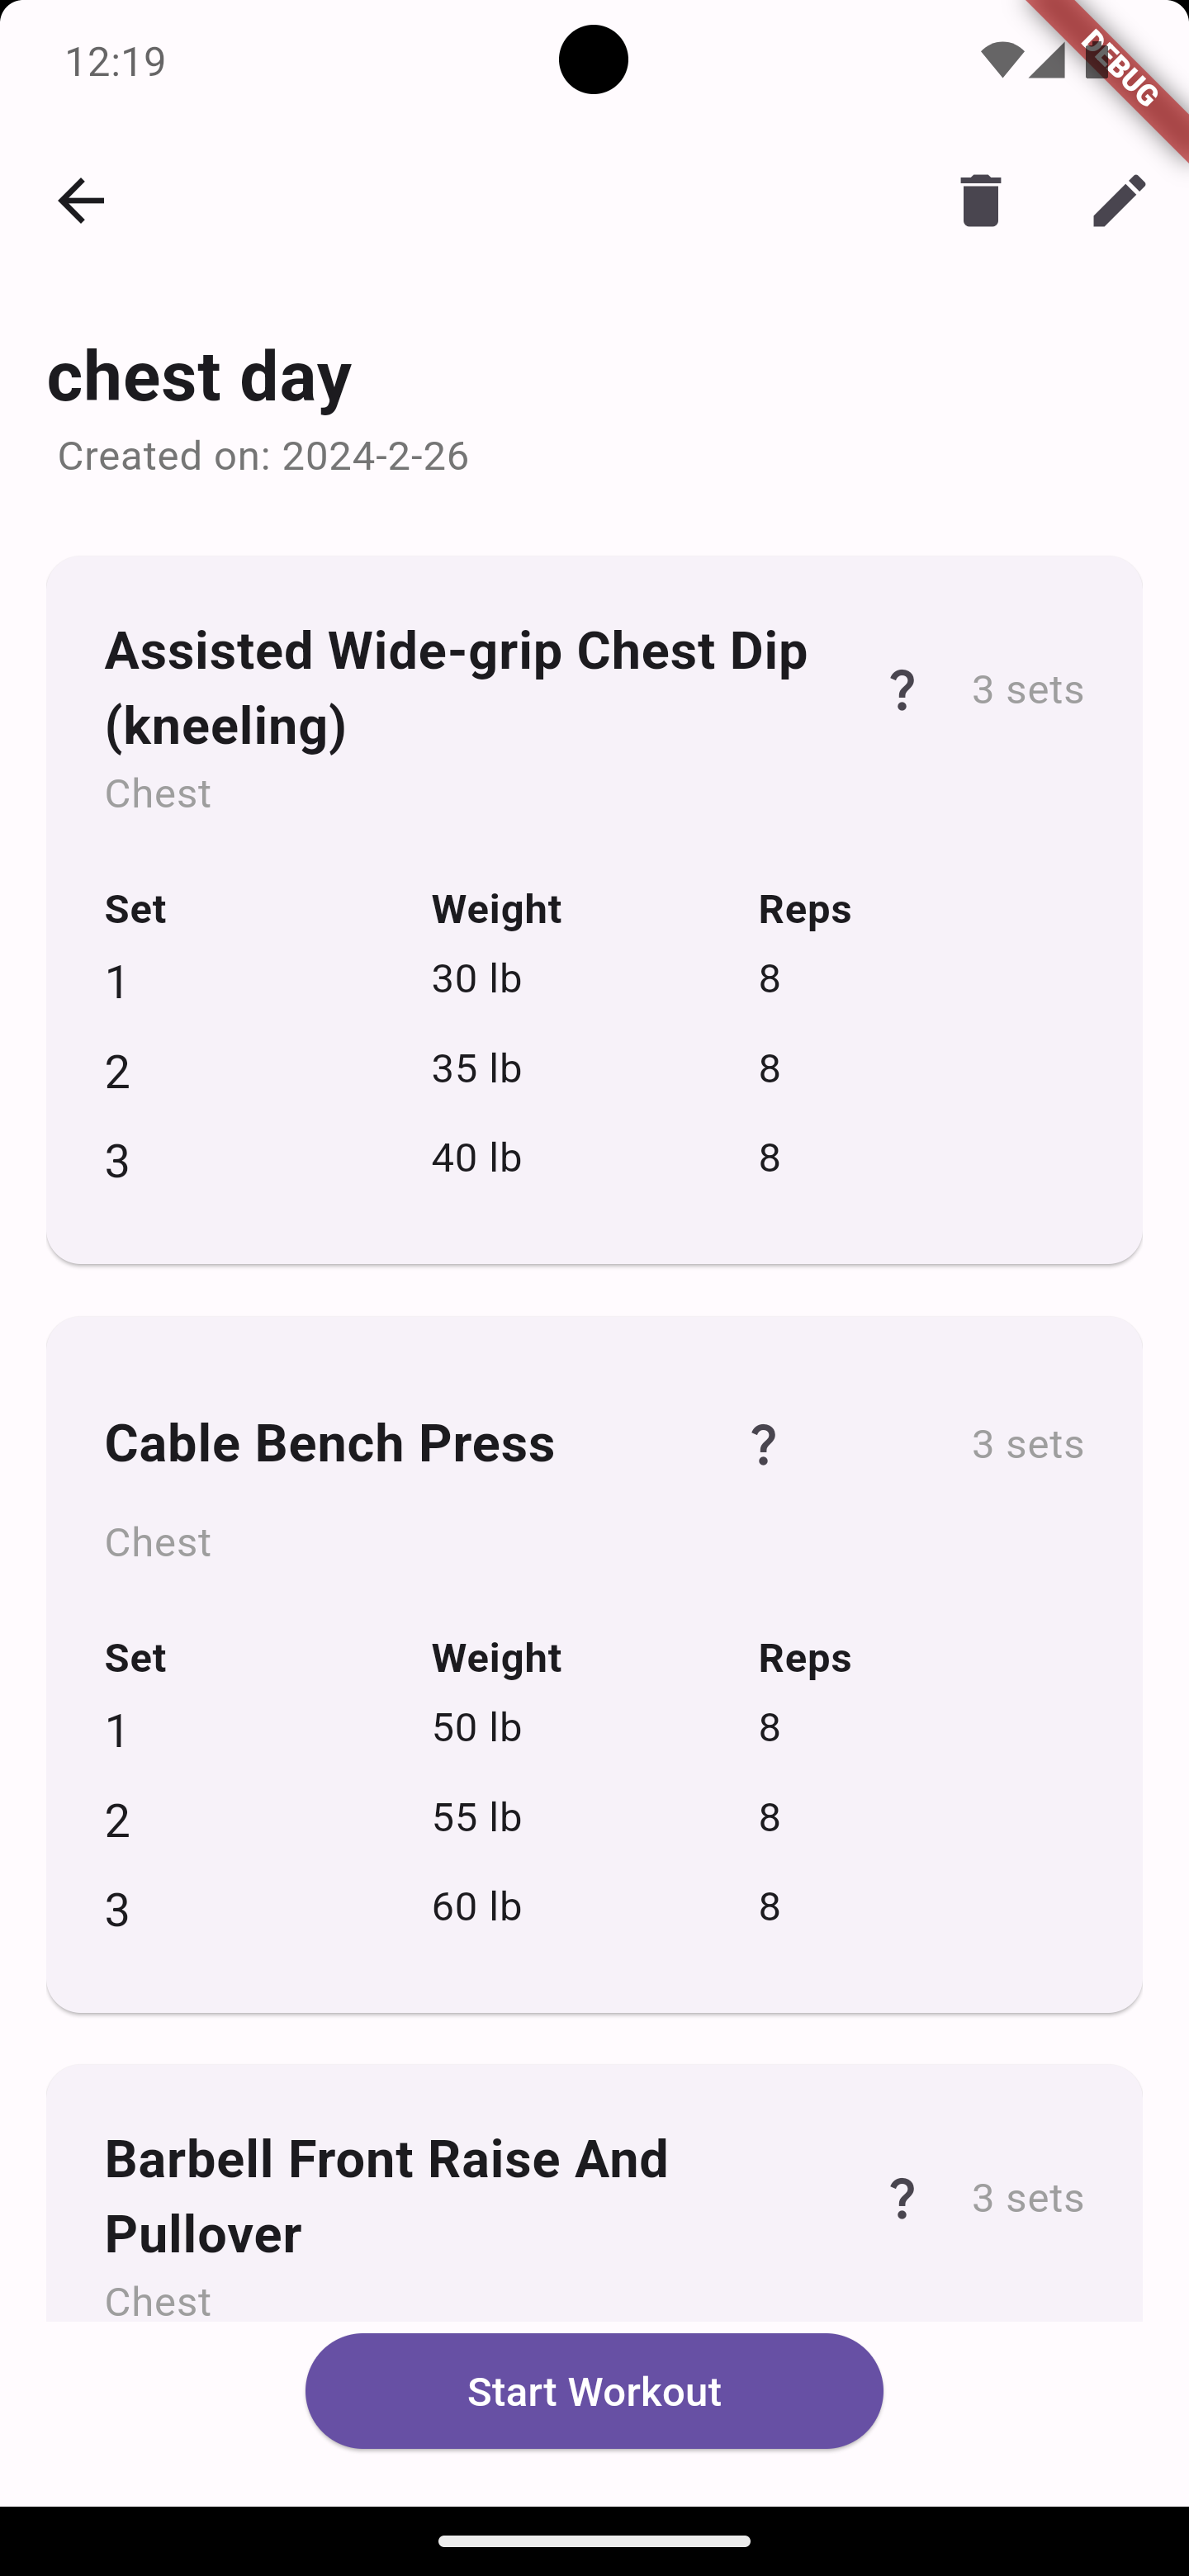 12:19
DEBUG
chest day
Created on: 2024-2-26
Assisted Wide-grip Chest Dip
(kneeling)
? 3 sets
Chest
Set Weight Reps
1 30 lb 8
2 35 lb 8
3 40 lb 8
Cable Bench Press ? 3 sets
Chest
Set Weight Reps
1 50 lb 8
2 55 lb 8
3 60 lb 8
Barbell Front Raise And
Pullover
? 3 sets
Chest
Start Workout